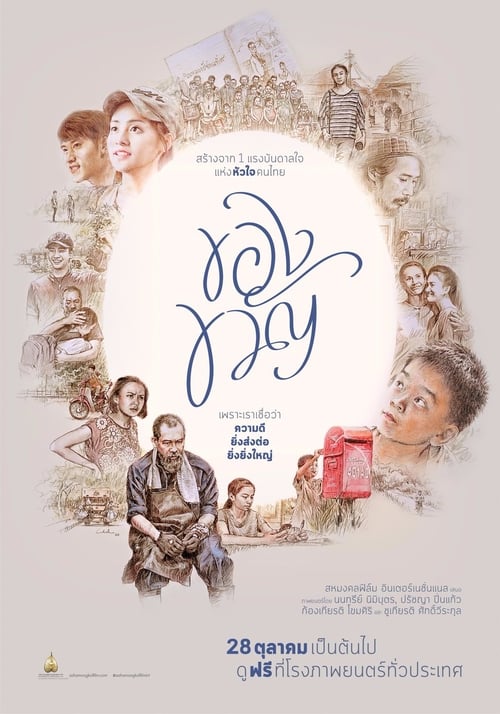 สร้างจาก 1 แรงบันดาลใจ
แห่งหัวใจคนไทย
ของ
ขวัญ
เพราะเราเชื่อว่า
ความดี
ยิ่งส่งต่อ
ยิ่งยิ่งใหญ่
สหมงคลฟิล์ม อินเตอร์เนชั่นแนล เสนอ
ภาพยนตร์โดย นนทรีย์ นิมิบุตร, ปรัชญา ปิ่นแก้ว
ก้องเกียรติ โขมศิริ และ ชูเกียรติ ศักดิ์วีระกุล
28 ตุลาคม เป็นต้นไป
ดูฟรีที่โรงภาพยนตร์ทั่วประเทศ